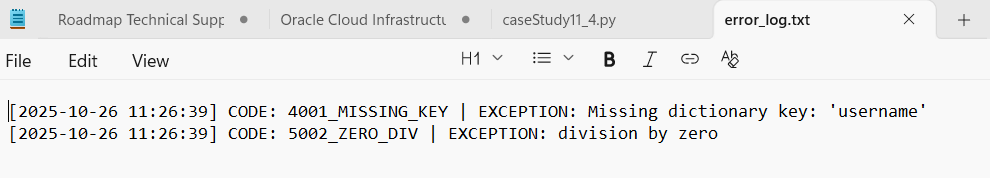 Roadmap Technical Supp
Oracle Cloud Infrastructu
caseStudy11_4.py
error_log.txt
File Edit View H1 B I
[2025-10-26 11:26:39] CODE: 4001_MISSING_KEY | EXCEPTION: Missing dictionary key: 'username'
[2025-10-26 11:26:39] CODE: 5002_ZERO_DIV | EXCEPTION: division by zero